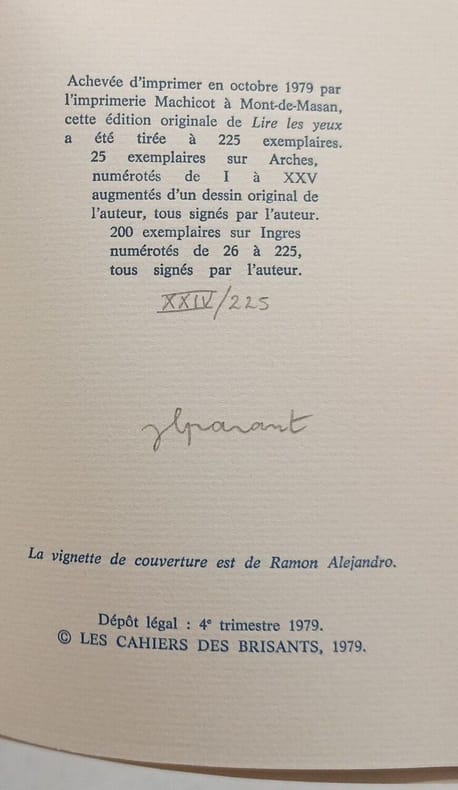 Achevée d'imprimer en octobre 1979 par
l'imprimerie Machicot à Mont-de-Masan,
cette édition originale de Lire les yeux
a été tirée à 225 exemplaires.
25 exemplaires sur Arches,
numérotés de I à XXV
augmentés d'un dessin original de
l'auteur, tous signés par l'auteur.
200 exemplaires sur Ingres
numérotés de 26 à 225,
tous signés par l'auteur.
XXIV/225
jlparant
La vignette de couverture est de Ramon Alejandro.
Dépôt légal : 4e trimestre 1979.
© LES CAHIERS DES BRISANTS, 1979.